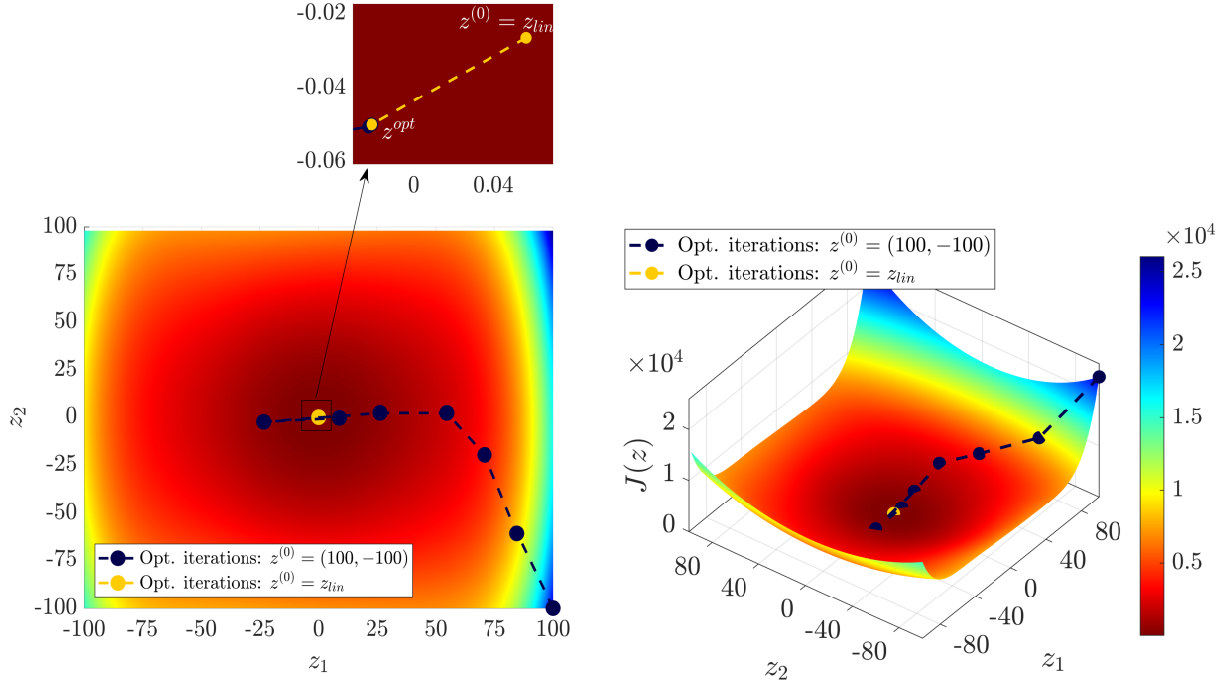 -0.02
-0.04
-0.06
z^{(0)} = z_{lin}
z^{opt}
0 0.04
100
75
50
25
0
-25
-50
-75
-100
z_2
Opt. iterations: z^{(0)} = (100, −100)
Opt. iterations: z^{(0)} = z_{lin}
-100 -75 -50 -25 0 25 50 75 100
z_1
Opt. iterations: z^{(0)} = (100, −100)
Opt. iterations: z^{(0)} = z_{lin}
×10^4
2
1
0
J(z)
80 40 0 -40 -80
z_2
-80 -40 0 40 80
z_1
×10^4
2.5
2
1.5
1
0.5